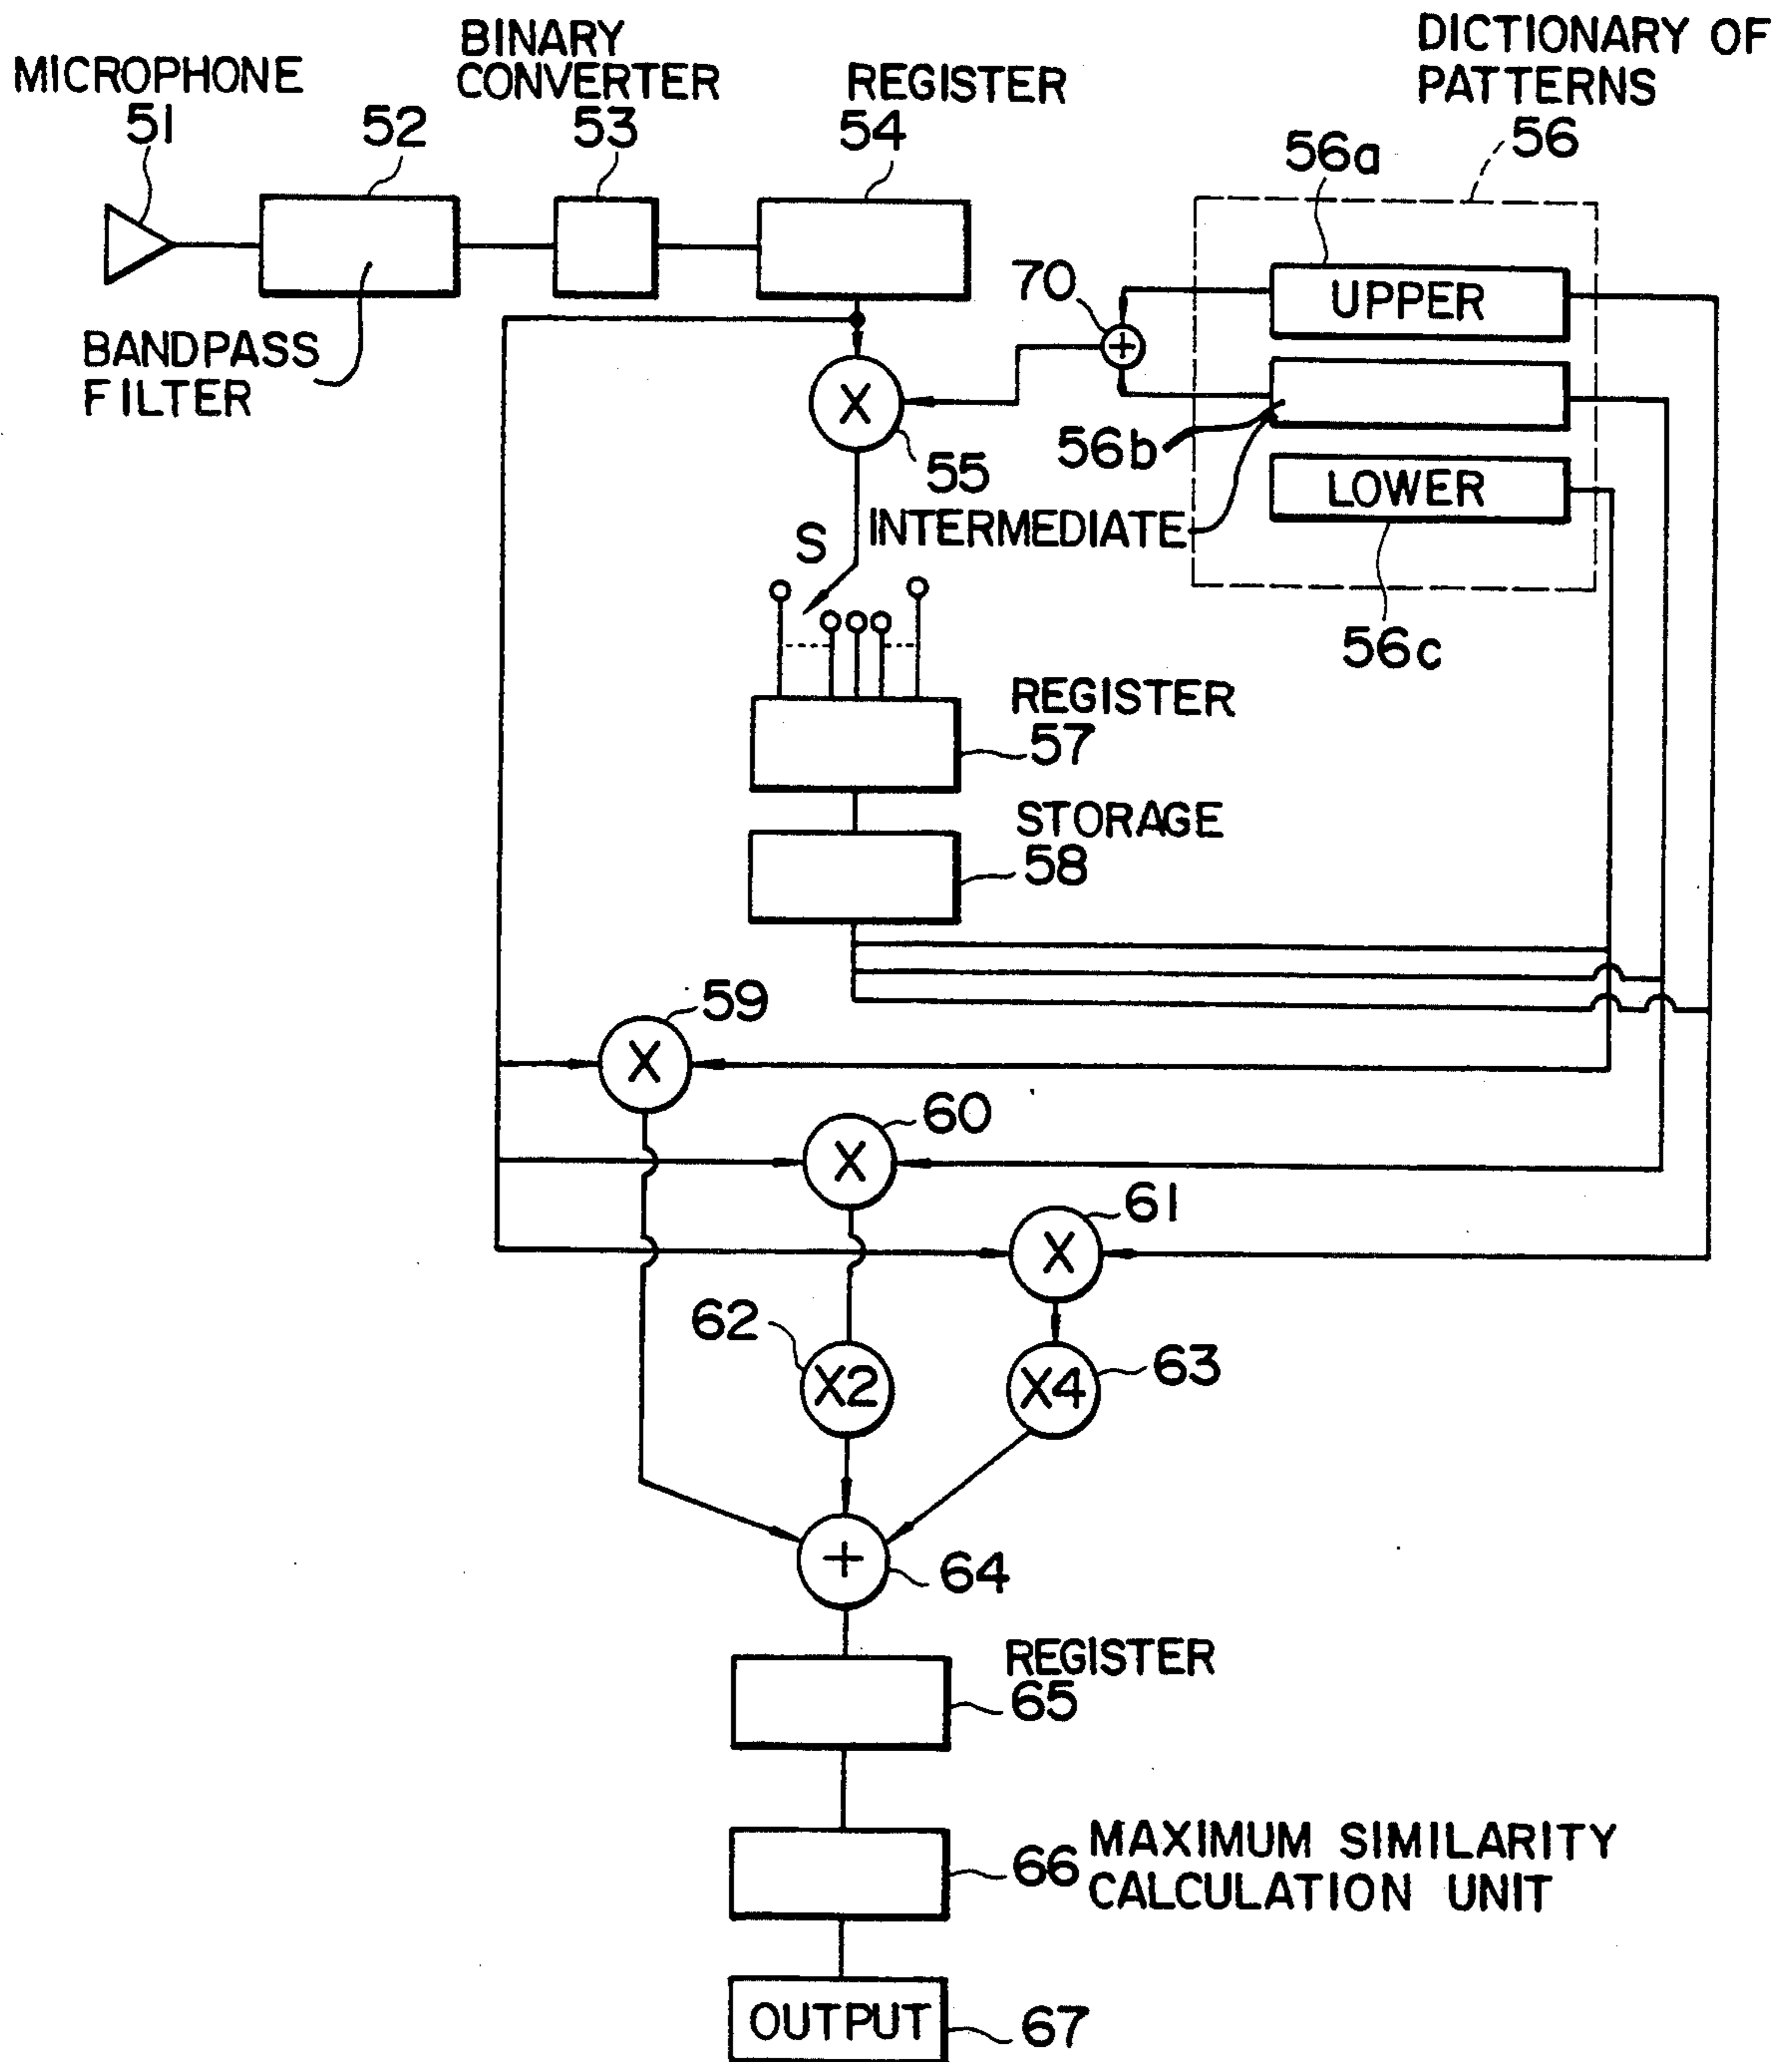 MICROPHONE
51
52
BINARY
CONVERTER
53
REGISTER
54
DICTIONARY OF
PATTERNS
56
56a
BANDPASS
FILTER
70
+
UPPER
X
55
56b
INTERMEDIATE
LOWER
56c
S
REGISTER
57
STORAGE
58
59
X
60
X
61
X
62
X2
X4
63
+
64
REGISTER
65
66
MAXIMUM SIMILARITY
CALCULATION UNIT
OUTPUT
67